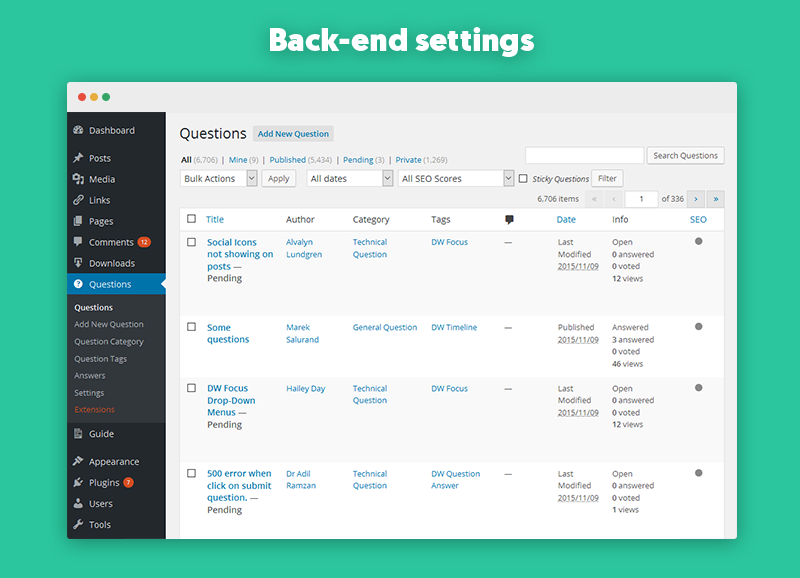 Back-end settings
Dashboard
Posts
Media
Links
Pages
Comments 12
Downloads
Questions
Questions
Add New Question
Question Category
Question Tags
Answers
Settings
Extensions
Guide
Appearance
Plugins 7
Users
Tools
Questions Add New Question
All (6,706) | Mine (9) | Published (5,434) | Pending (3) | Private (1,269)
Search Questions
Bulk Actions Apply All dates All SEO Scores Sticky Questions Filter
6,706 items « ‹ 1 of 336 › »
Title Author Category Tags Date Info SEO
Social Icons
not showing on
posts —
Pending
Alvalyn
Lundgren
Technical
Question
DW Focus
—
Last
Modified
2015/11/09
Open
0 answered
0 voted
12 views
Some
questions
Marek
Salurand
General Question
DW Timeline
—
Published
2015/11/09
Answered
3 answered
0 voted
46 views
DW Focus
Drop-Down
Menus —
Pending
Hailey Day
Technical
Question
DW Focus
—
Last
Modified
2015/11/09
Open
0 answered
0 voted
12 views
500 error when
click on submit
question. —
Pending
Dr Adil
Ramzan
Technical
Question
DW Question
Answer
—
Last
Modified
2015/11/09
Open
0 answered
0 voted
1 views